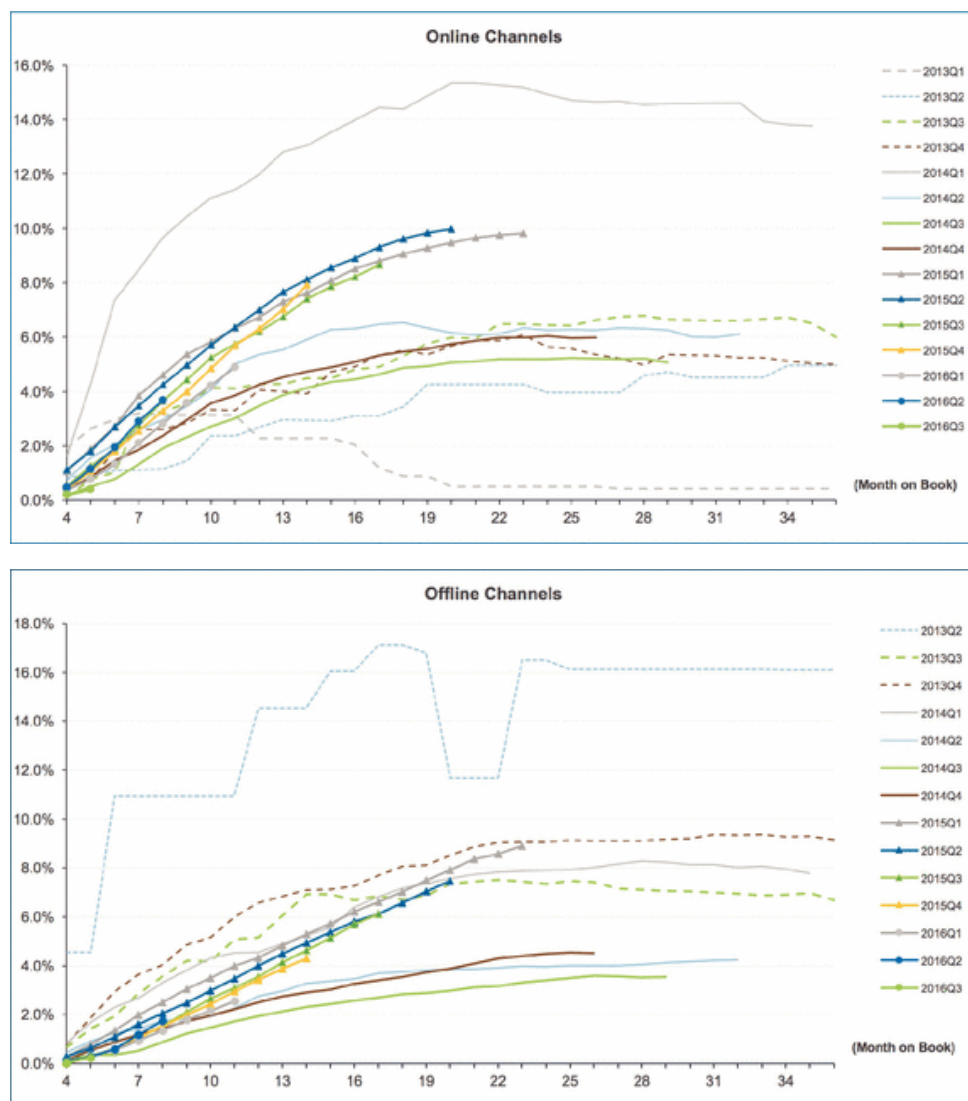 Online Channels
16.0%
14.0%
12.0%
10.0%
8.0%
6.0%
4.0%
2.0%
0.0%
4 7 10 13 16 19 22 25 28 31 34
(Month on Book)
2013Q1
2013Q2
2013Q3
2013Q4
2014Q1
2014Q2
2014Q3
2014Q4
2015Q1
2015Q2
2015Q3
2015Q4
2016Q1
2016Q2
2016Q3
Offline Channels
18.0%
16.0%
14.0%
12.0%
10.0%
8.0%
6.0%
4.0%
2.0%
0.0%
4 7 10 13 16 19 22 25 28 31 34
(Month on Book)
2013Q2
2013Q3
2013Q4
2014Q1
2014Q2
2014Q3
2014Q4
2015Q1
2015Q2
2015Q3
2015Q4
2016Q1
2016Q2
2016Q3